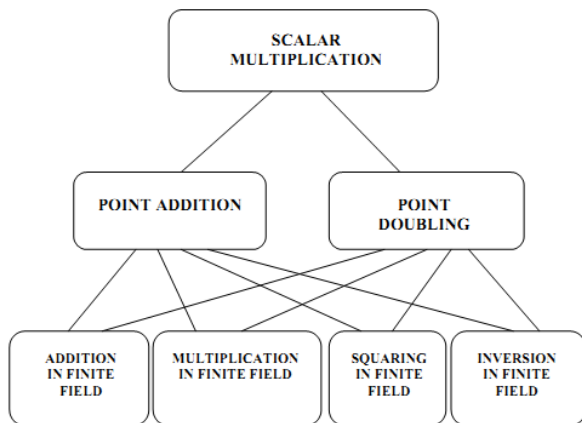 SCALAR
MULTIPLICATION
POINT ADDITION
POINT
DOUBLING
ADDITION
IN FINITE
FIELD
MULTIPLICATION
IN FINITE FIELD
SQUARING
IN FINITE
FIELD
INVERSION
IN FINITE
FIELD